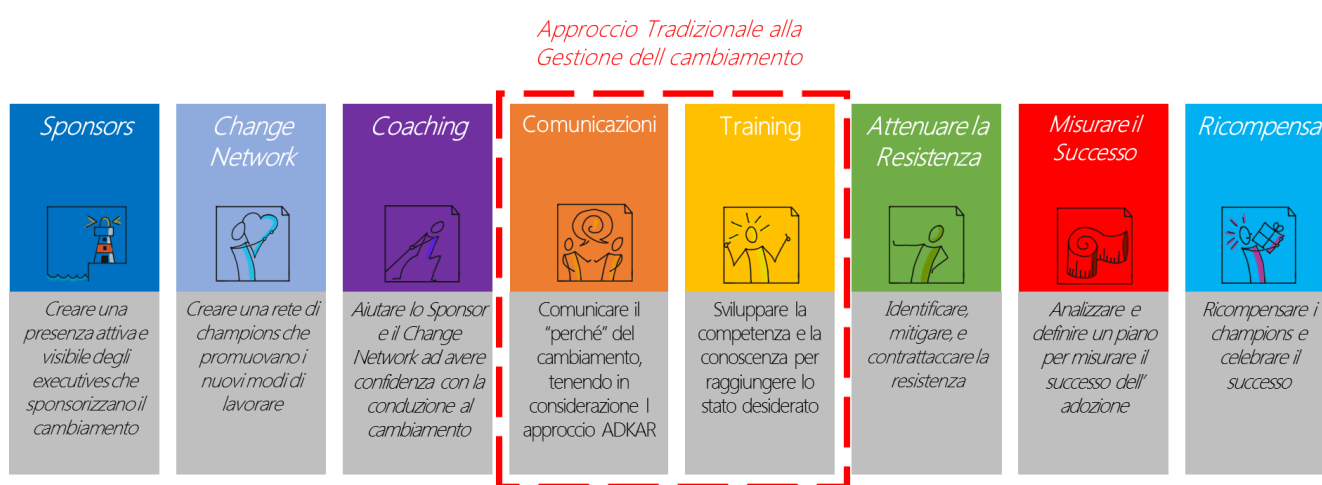 Approccio Tradizionale alla
Gestione dell cambiamento
Sponsors
Change
Network
Coaching
Comunicazioni
Training
Attenuare la
Resistenza
Misurare il
Successo
Ricompensa
Creare una
presenza attiva e
visibile degli
executives che
sponsorizzano il
cambiamento
Creare una rete di
champions che
promuovano i
nuovi modi di
lavorare
Aiutare lo Sponsor
e il Change
Network ad avere
confidenza con la
conduzione al
cambiamento
Comunicare il
"perché" del
cambiamento,
tenendo in
considerazione l
approccio ADKAR
Sviluppare la
competenza e la
conoscenza per
raggiungere lo
stato desiderato
Identificare,
mitigare, e
contrattaccare la
resistenza
Analizzare e
definire un piano
per misurare il
successo dell’
adozione
Ricompensare i
champions e
celebrare il
successo